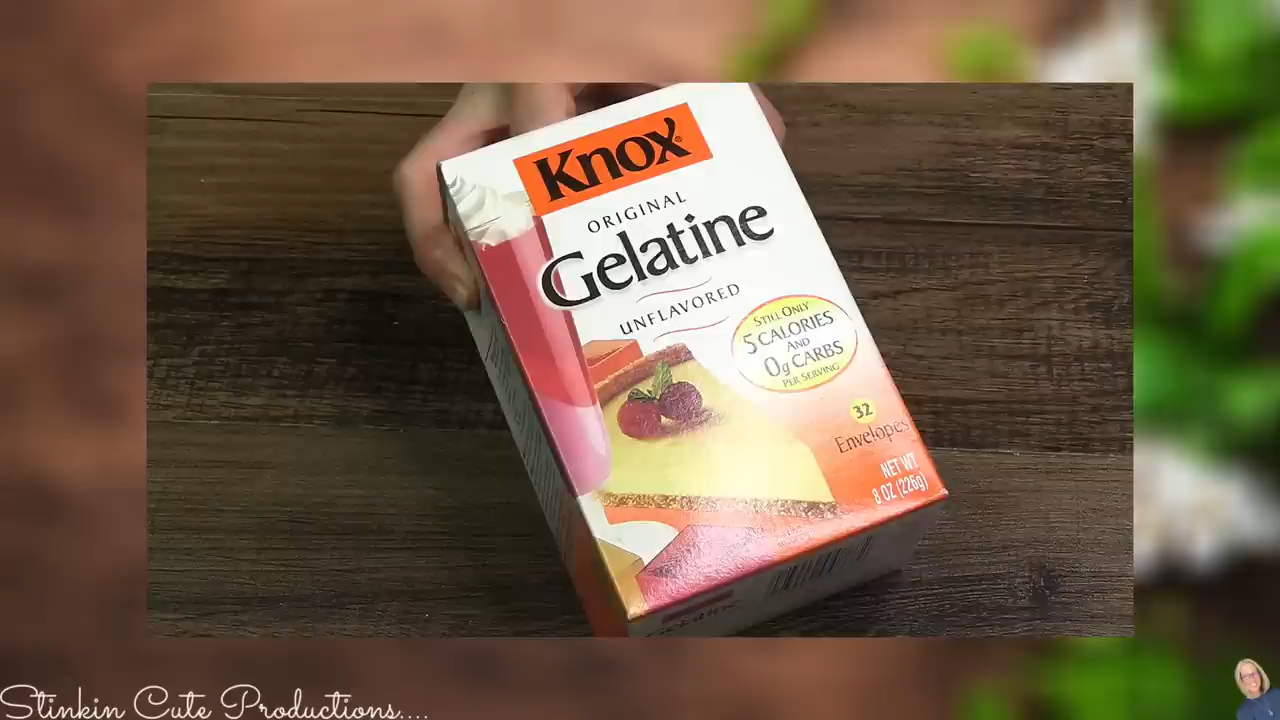 Knox
ORIGINAL
Gelatine
UNFLAVORED
STILL ONLY
5 CALORIES
AND
0g CARBS
PER SERVING
32
Envelopes
NET WT.
8 OZ (226g)
Stinkin Cute Productions....